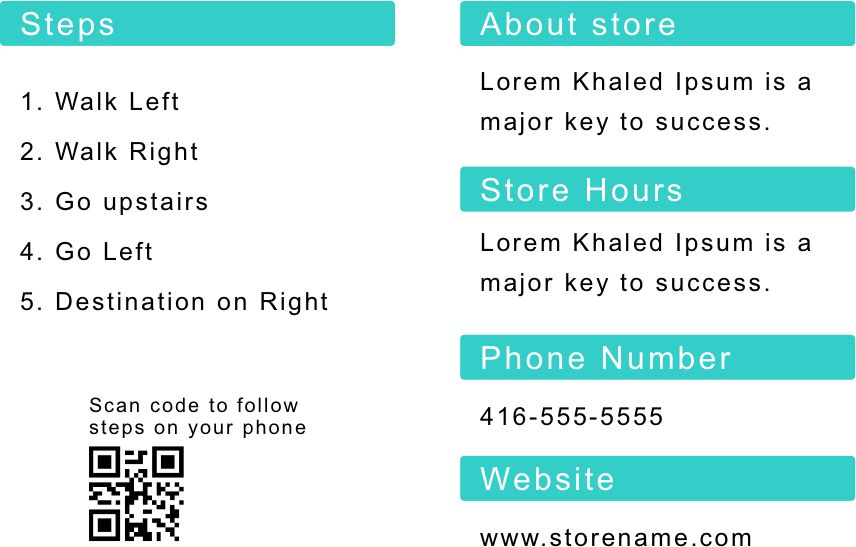 Steps
1. Walk Left
2. Walk Right
3. Go upstairs
4. Go Left
5. Destination on Right
Scan code to follow
steps on your phone
About store
Lorem Khaled Ipsum is a
major key to success.
Store Hours
Lorem Khaled Ipsum is a
major key to success.
Phone Number
416-555-5555
Website
www.storename.com